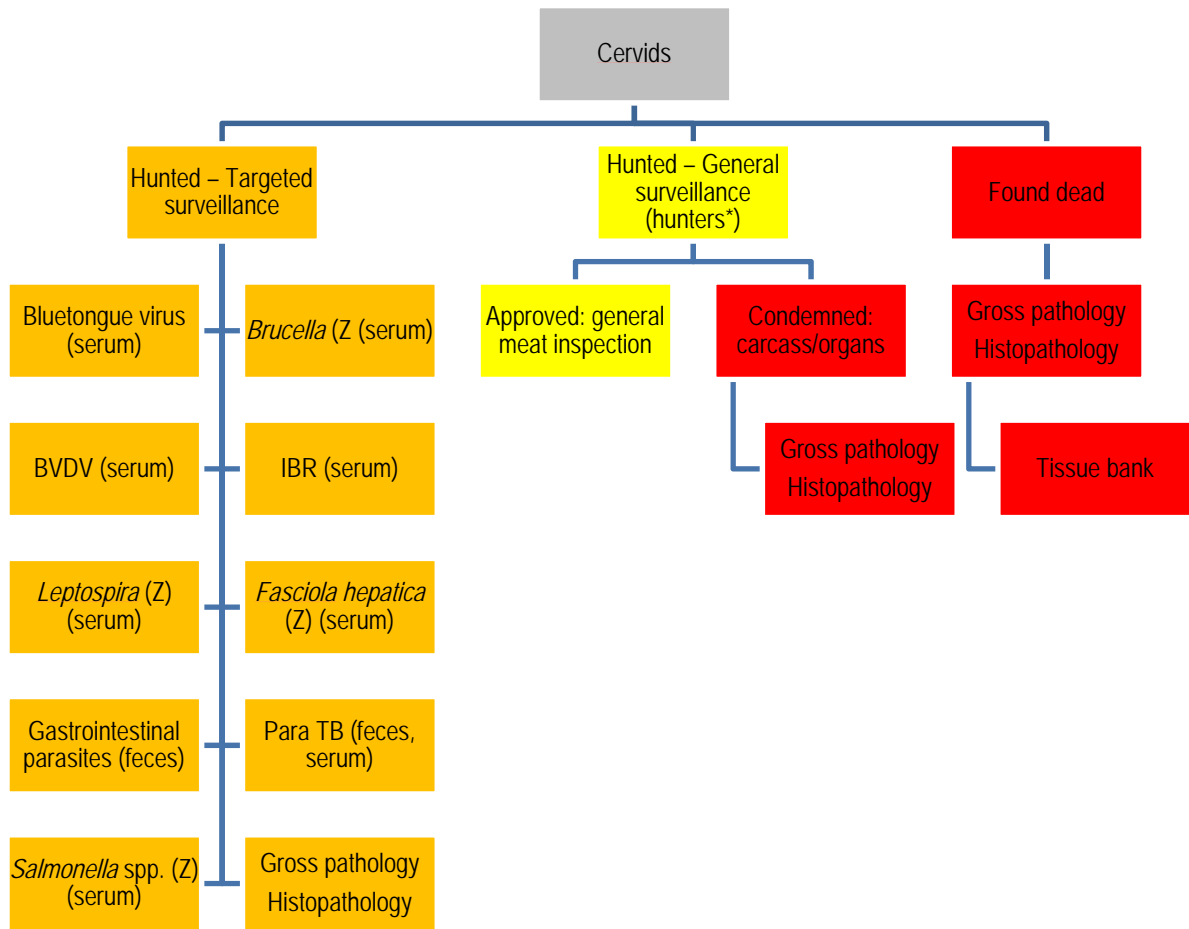 Cervids
Hunted – Targeted
surveillance
Hunted – General
surveillance
(hunters*)
Found dead
Bluetongue virus
(serum)
Brucella (Z (serum)
Approved: general
meat inspection
Condemned:
carcass/organs
Gross pathology
Histopathology
BVDV (serum)
IBR (serum)
Gross pathology
Histopathology
Tissue bank
Leptospira (Z)
(serum)
Fasciola hepatica
(Z) (serum)
Gastrointestinal
parasites (feces)
Para TB (feces,
serum)
Salmonella spp. (Z)
(serum)
Gross pathology
Histopathology